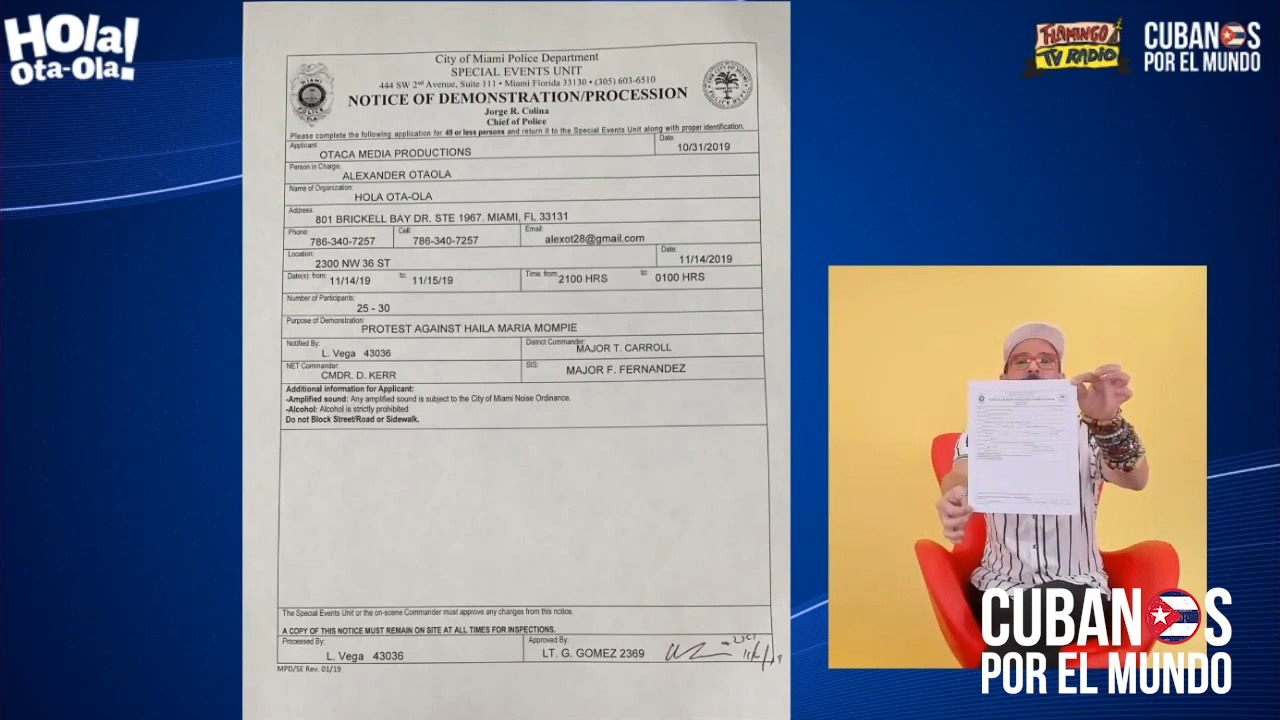 Hola!
Ota-Ola!
FLAMINGO
TV RADIO
CUBANOS
POR EL MUNDO
City of Miami Police Department
SPECIAL EVENTS UNIT
444 SW 2nd Avenue, Suite 111 • Miami Florida 33130 • (305) 603-6510
NOTICE OF DEMONSTRATION/PROCESSION
Jorge R. Colina
Chief of Police
Please complete the following application for 49 or less persons and return it to the Special Events Unit along with proper identification.
Applicant: OTACA MEDIA PRODUCTIONS Date: 10/31/2019
Person in Charge: ALEXANDER OTAOLA
Name of Organization: HOLA OTA-OLA
Address: 801 BRICKELL BAY DR. STE 1967. MIAMI, FL 33131
Phone: 786-340-7257 Cell: 786-340-7257 Email: alexot28@gmail.com
Location: 2300 NW 36 ST Date: 11/14/2019
Date(s): from: 11/14/19 to: 11/15/19 Time: from: 2100 HRS to: 0100 HRS
Number of Participants: 25 - 30
Purpose of Demonstration: PROTEST AGAINST HAILA MARIA MOMPIE
Notified By: L. Vega 43036 District Commander: MAJOR T. CARROLL
NET Commander: CMDR. D. KERR SIS: MAJOR F. FERNANDEZ
Additional information for Applicant:
-Amplified sound: Any amplified sound is subject to the City of Miami Noise Ordinance.
-Alcohol: Alcohol is strictly prohibited
Do not Block Street/Road or Sidewalk.
The Special Events Unit or the on-scene Commander must approve any changes from this notice.
A COPY OF THIS NOTICE MUST REMAIN ON SITE AT ALL TIMES FOR INSPECTIONS.
Processed By: L. Vega 43036 Approved By: LT. G. GOMEZ 2369
MPD/SE Rev. 01/19
CUBANOS
POR EL MUNDO